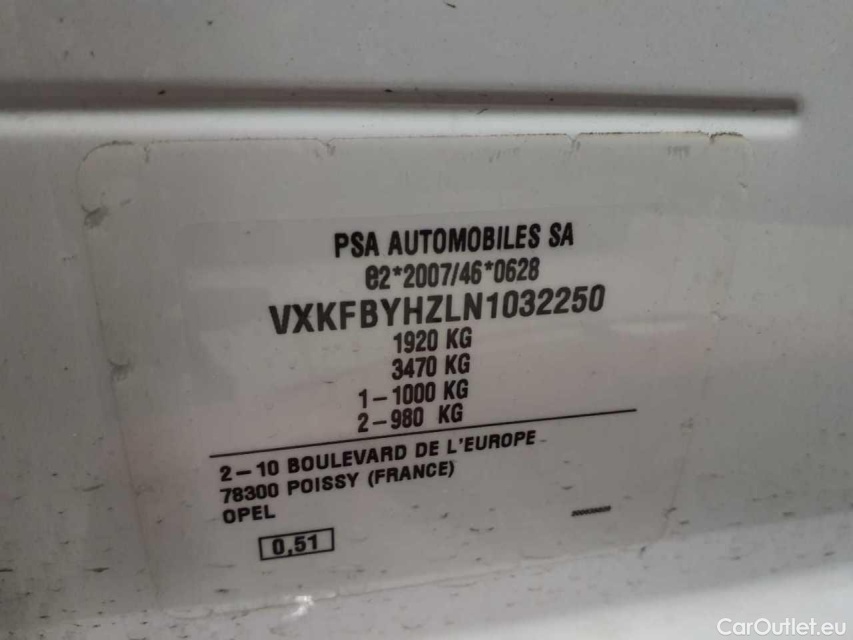 PSA AUTOMOBILES SA
e2*2007/46*0628
VXKFBYHZLN1032250
1920 KG
3470 KG
1-1000 KG
2-980 KG
2-10 BOULEVARD DE L'EUROPE
78300 POISSY (FRANCE)
OPEL
0,51
CarOutlet.eu